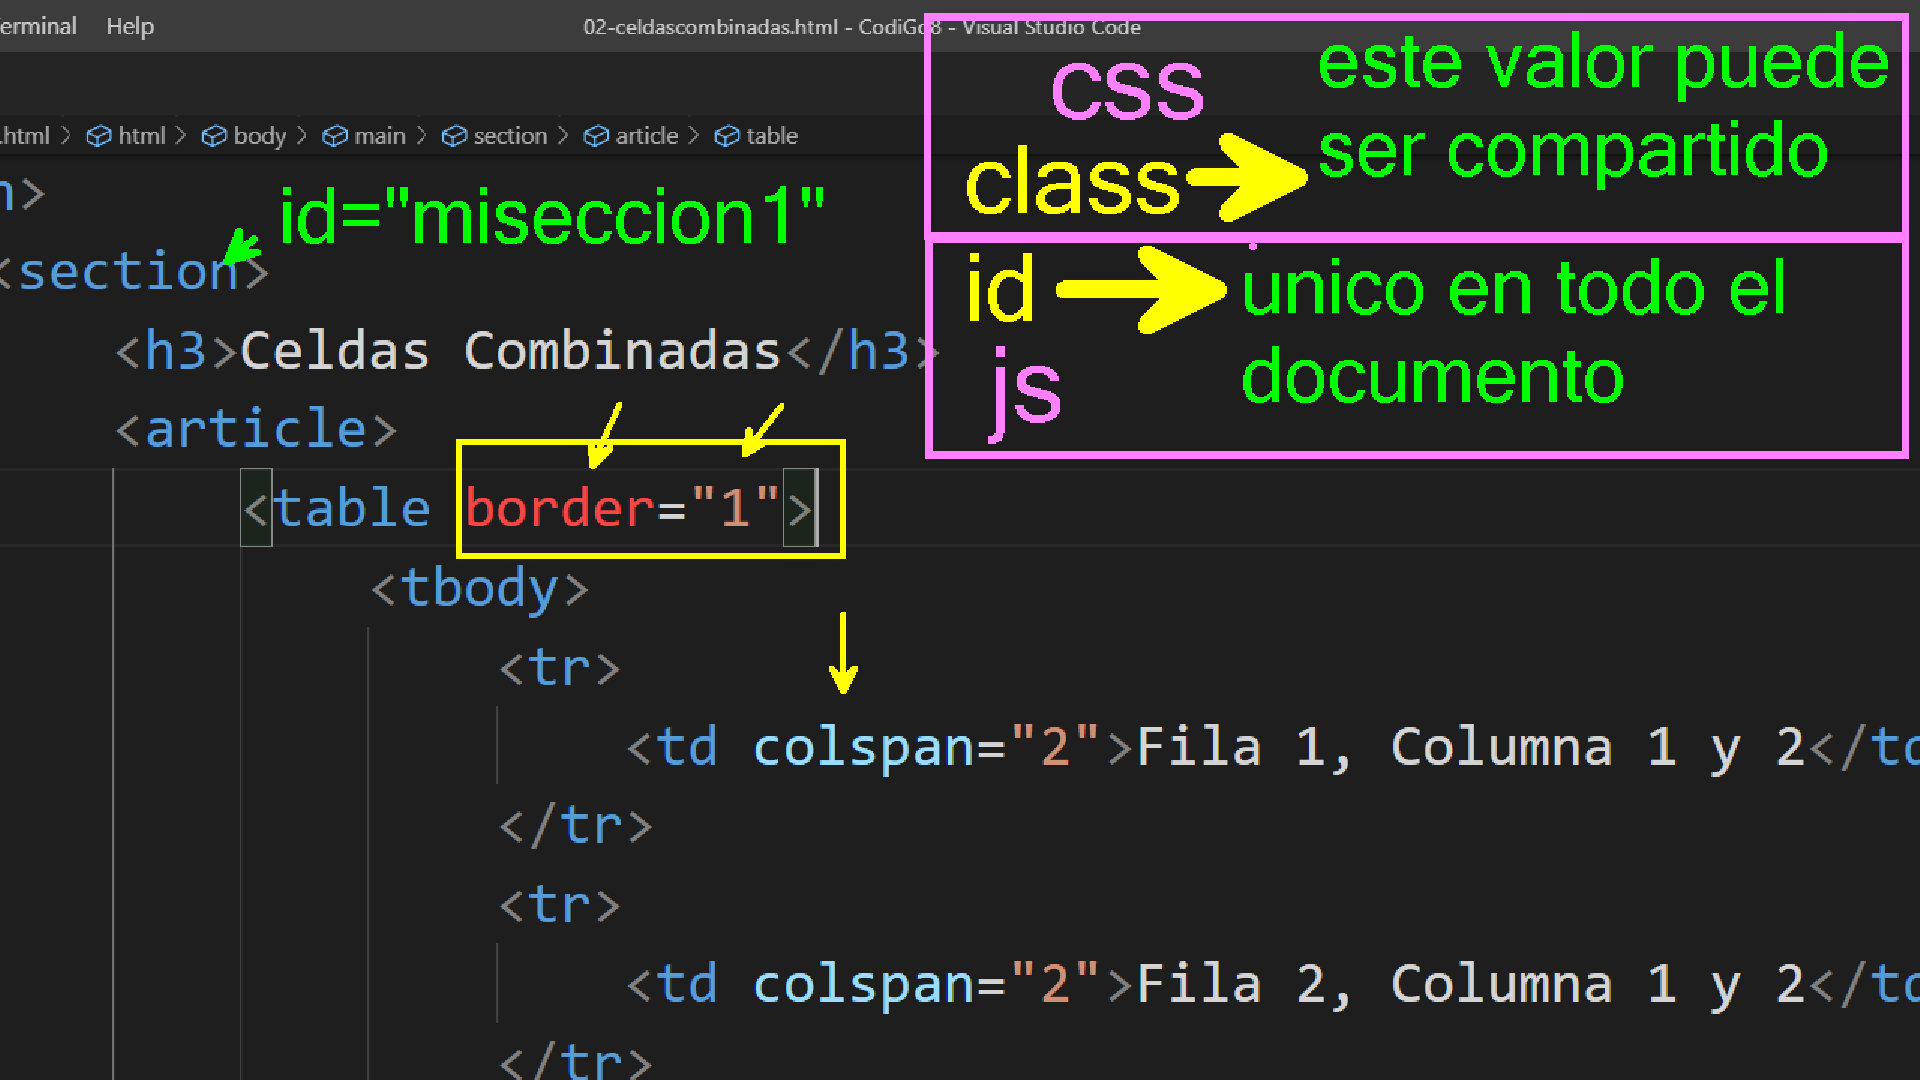 Terminal Help 02-celdascombinadas.html - CodiGo8 - Visual Studio Code
.html > html > body > main > section > article > table
css
este valor puede
ser compartido
class
id
unico en todo el
documento
js
id="miseccion1"
>
<section>
<h3>Celdas Combinadas</h3>
<article>
<table border="1">
<tbody>
<tr>
<td colspan="2">Fila 1, Columna 1 y 2</td
</tr>
<tr>
<td colspan="2">Fila 2, Columna 1 y 2</td
</tr>